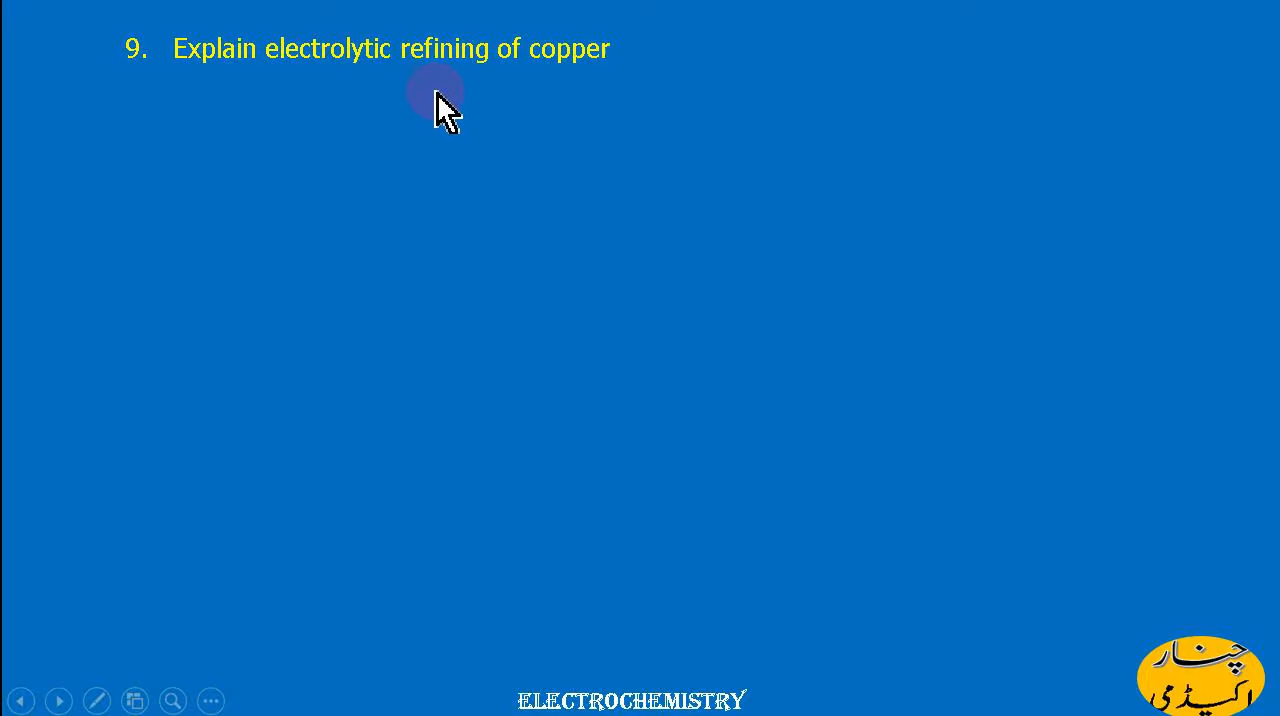 9. Explain electrolytic refining of copper
ELECTROCHEMISTRY
چنار
اکیڈمی